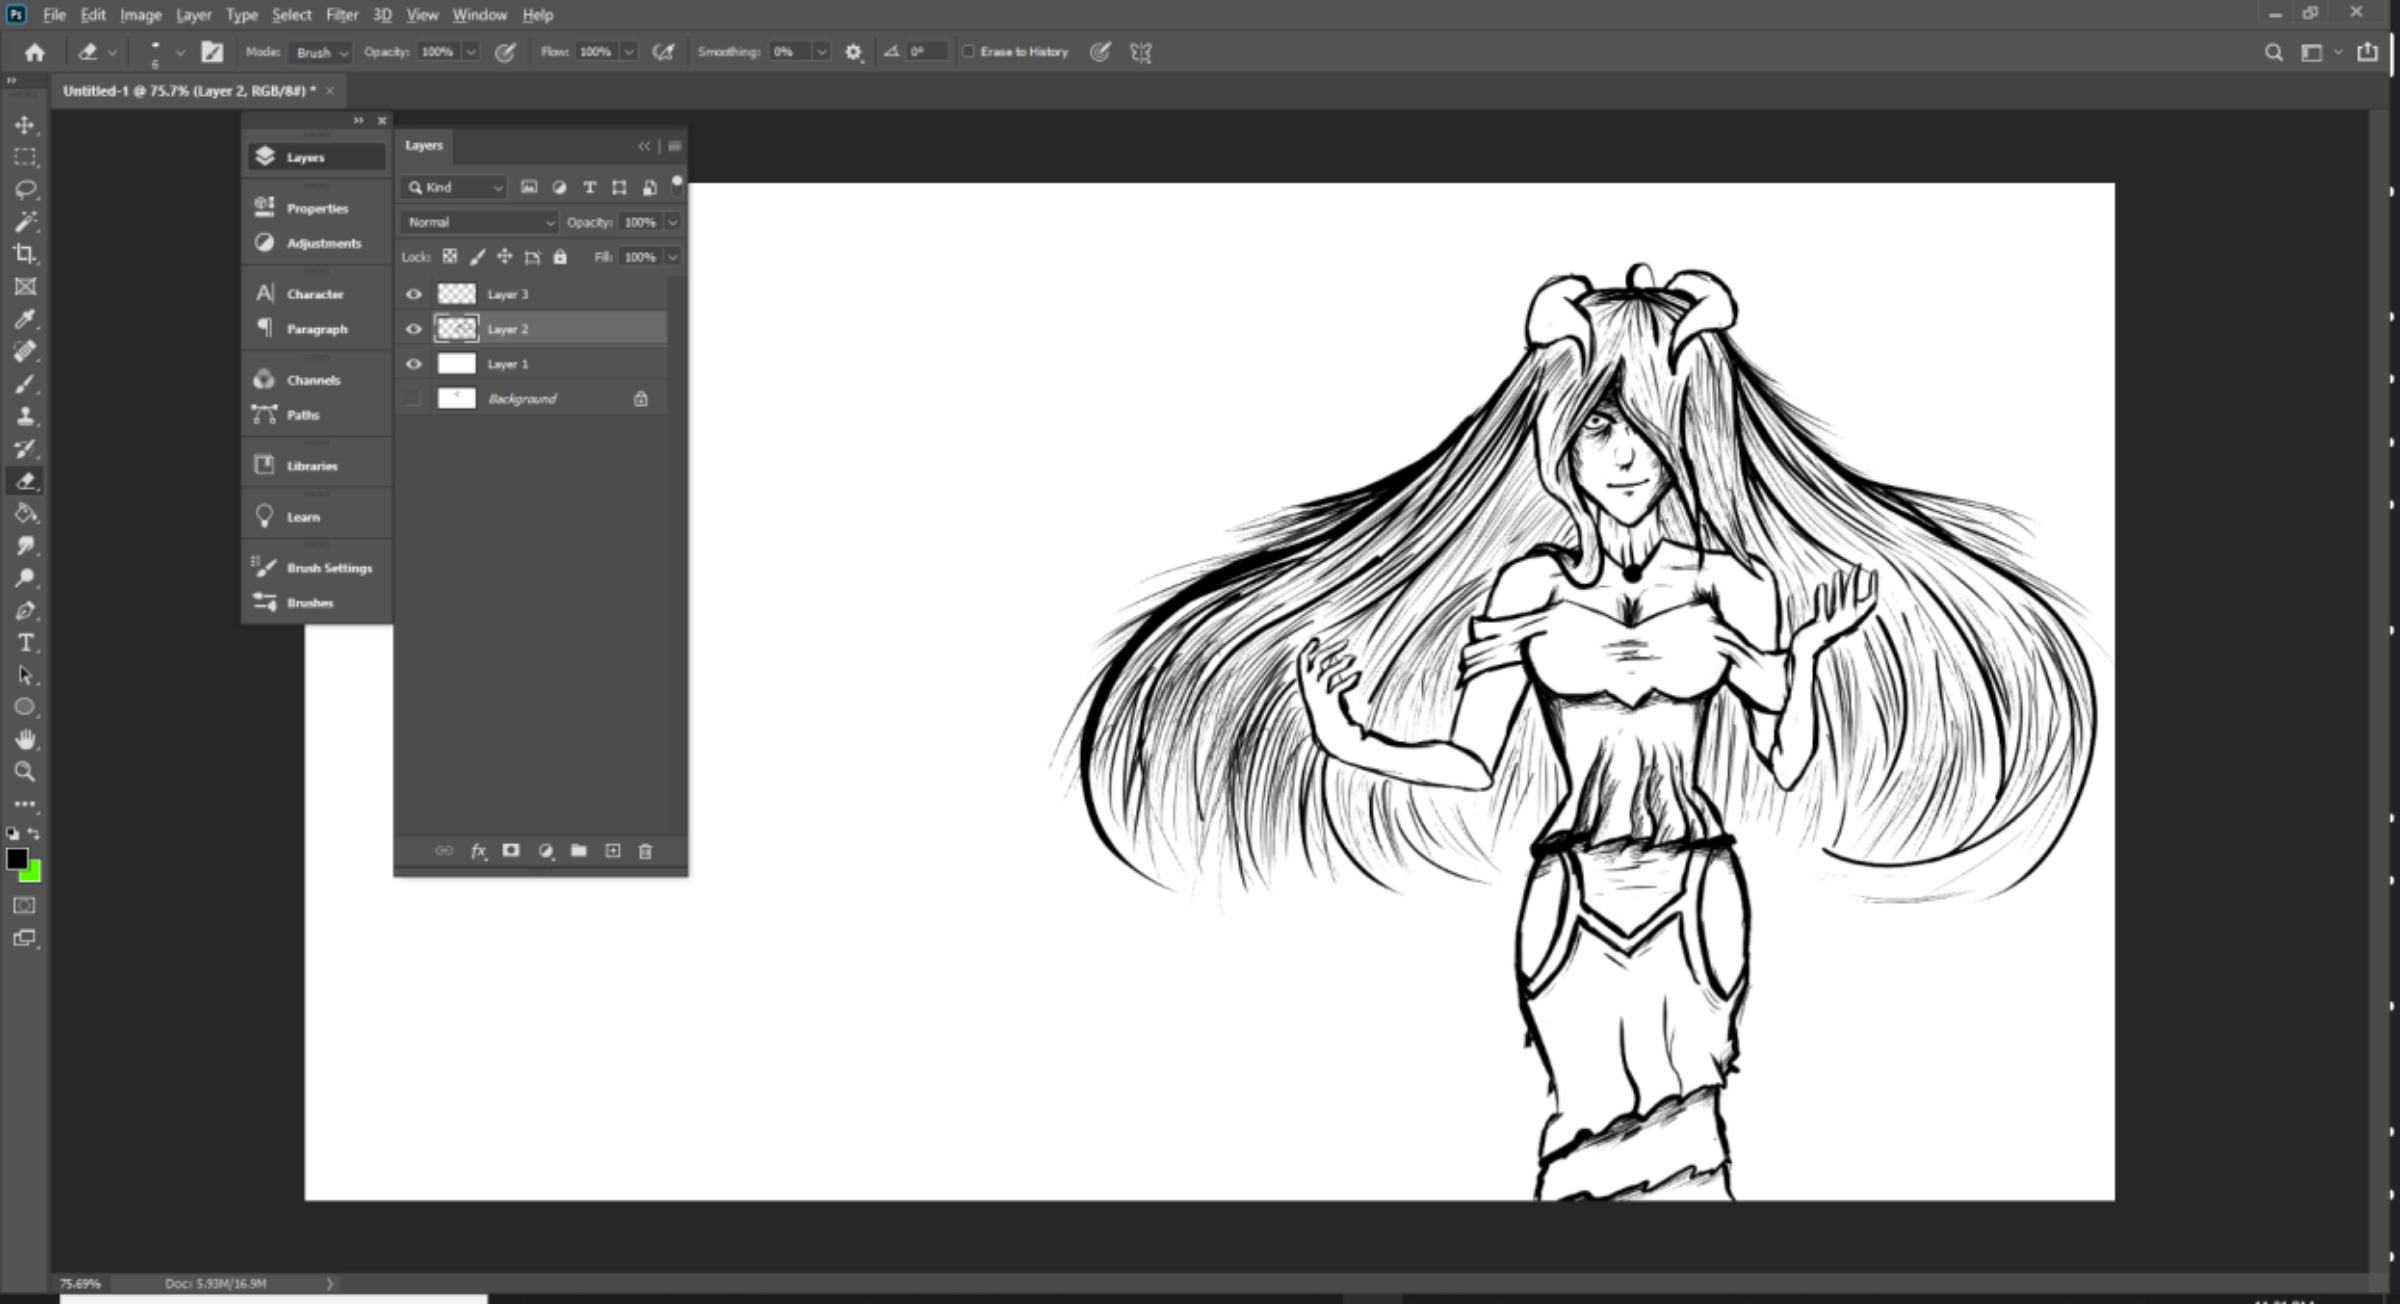 Ps File Edit Image Layer Type Select Filter 3D View Window Help
6 Mode: Brush Opacity: 100% Flow: 100% Smoothing: 0% 0° Erase to History
Untitled-1 @ 75.7% (Layer 2, RGB/8#) * ×
Layers
Properties
Adjustments
Character
Paragraph
Channels
Paths
Libraries
Learn
Brush Settings
Brushes
Layers
Kind
Normal Opacity: 100%
Lock: Fill: 100%
Layer 3
Layer 2
Layer 1
Background
fx
75.69% Doc: 5.93M/16.9M